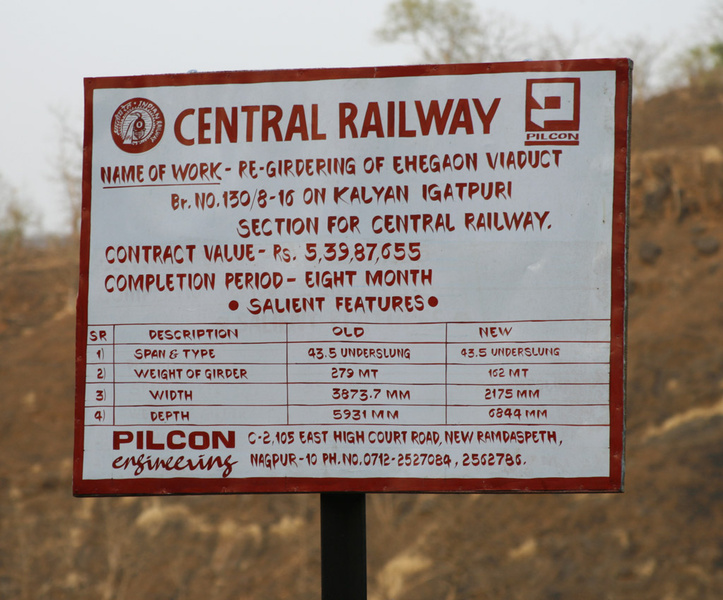 CENTRAL RAILWAY
PILCON
NAME OF WORK - RE-GIRDERING OF EHEGAON VIADUCT
Br. NO. 130/8-16 ON KALYAN IGATPURI
SECTION FOR CENTRAL RAILWAY.
CONTRACT VALUE - Rs. 5,39,87,655
COMPLETION PERIOD - EIGHT MONTH
• SALIENT FEATURES •
SR DESCRIPTION OLD NEW
1) SPAN & TYPE 43.5 UNDERSLUNG 43.5 UNDERSLUNG
2) WEIGHT OF GIRDER 279 MT 162 MT
3) WIDTH 3873.7 MM 2175 MM
4) DEPTH 5931 MM 6844 MM
PILCON engineering
C-2, 105 EAST HIGH COURT ROAD, NEW RAMDASPETH,
NAGPUR-10 PH. NO. 0712-2527084, 2562786.